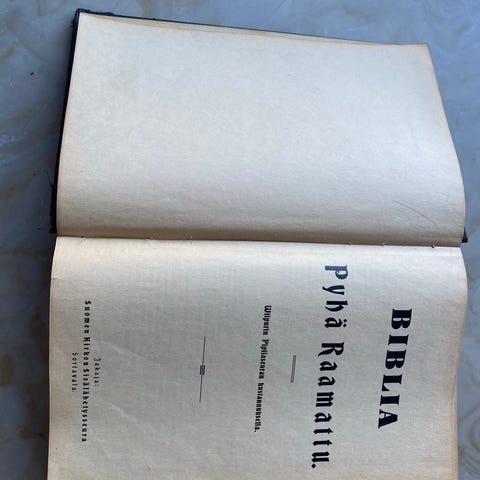 BIBLIA
Pyhä Raamattu.
Wiipurin Pipliaseuran kustannuksella.
Jakaja:
Suomen Kirkon Sisälähetysseura
Sortavala.